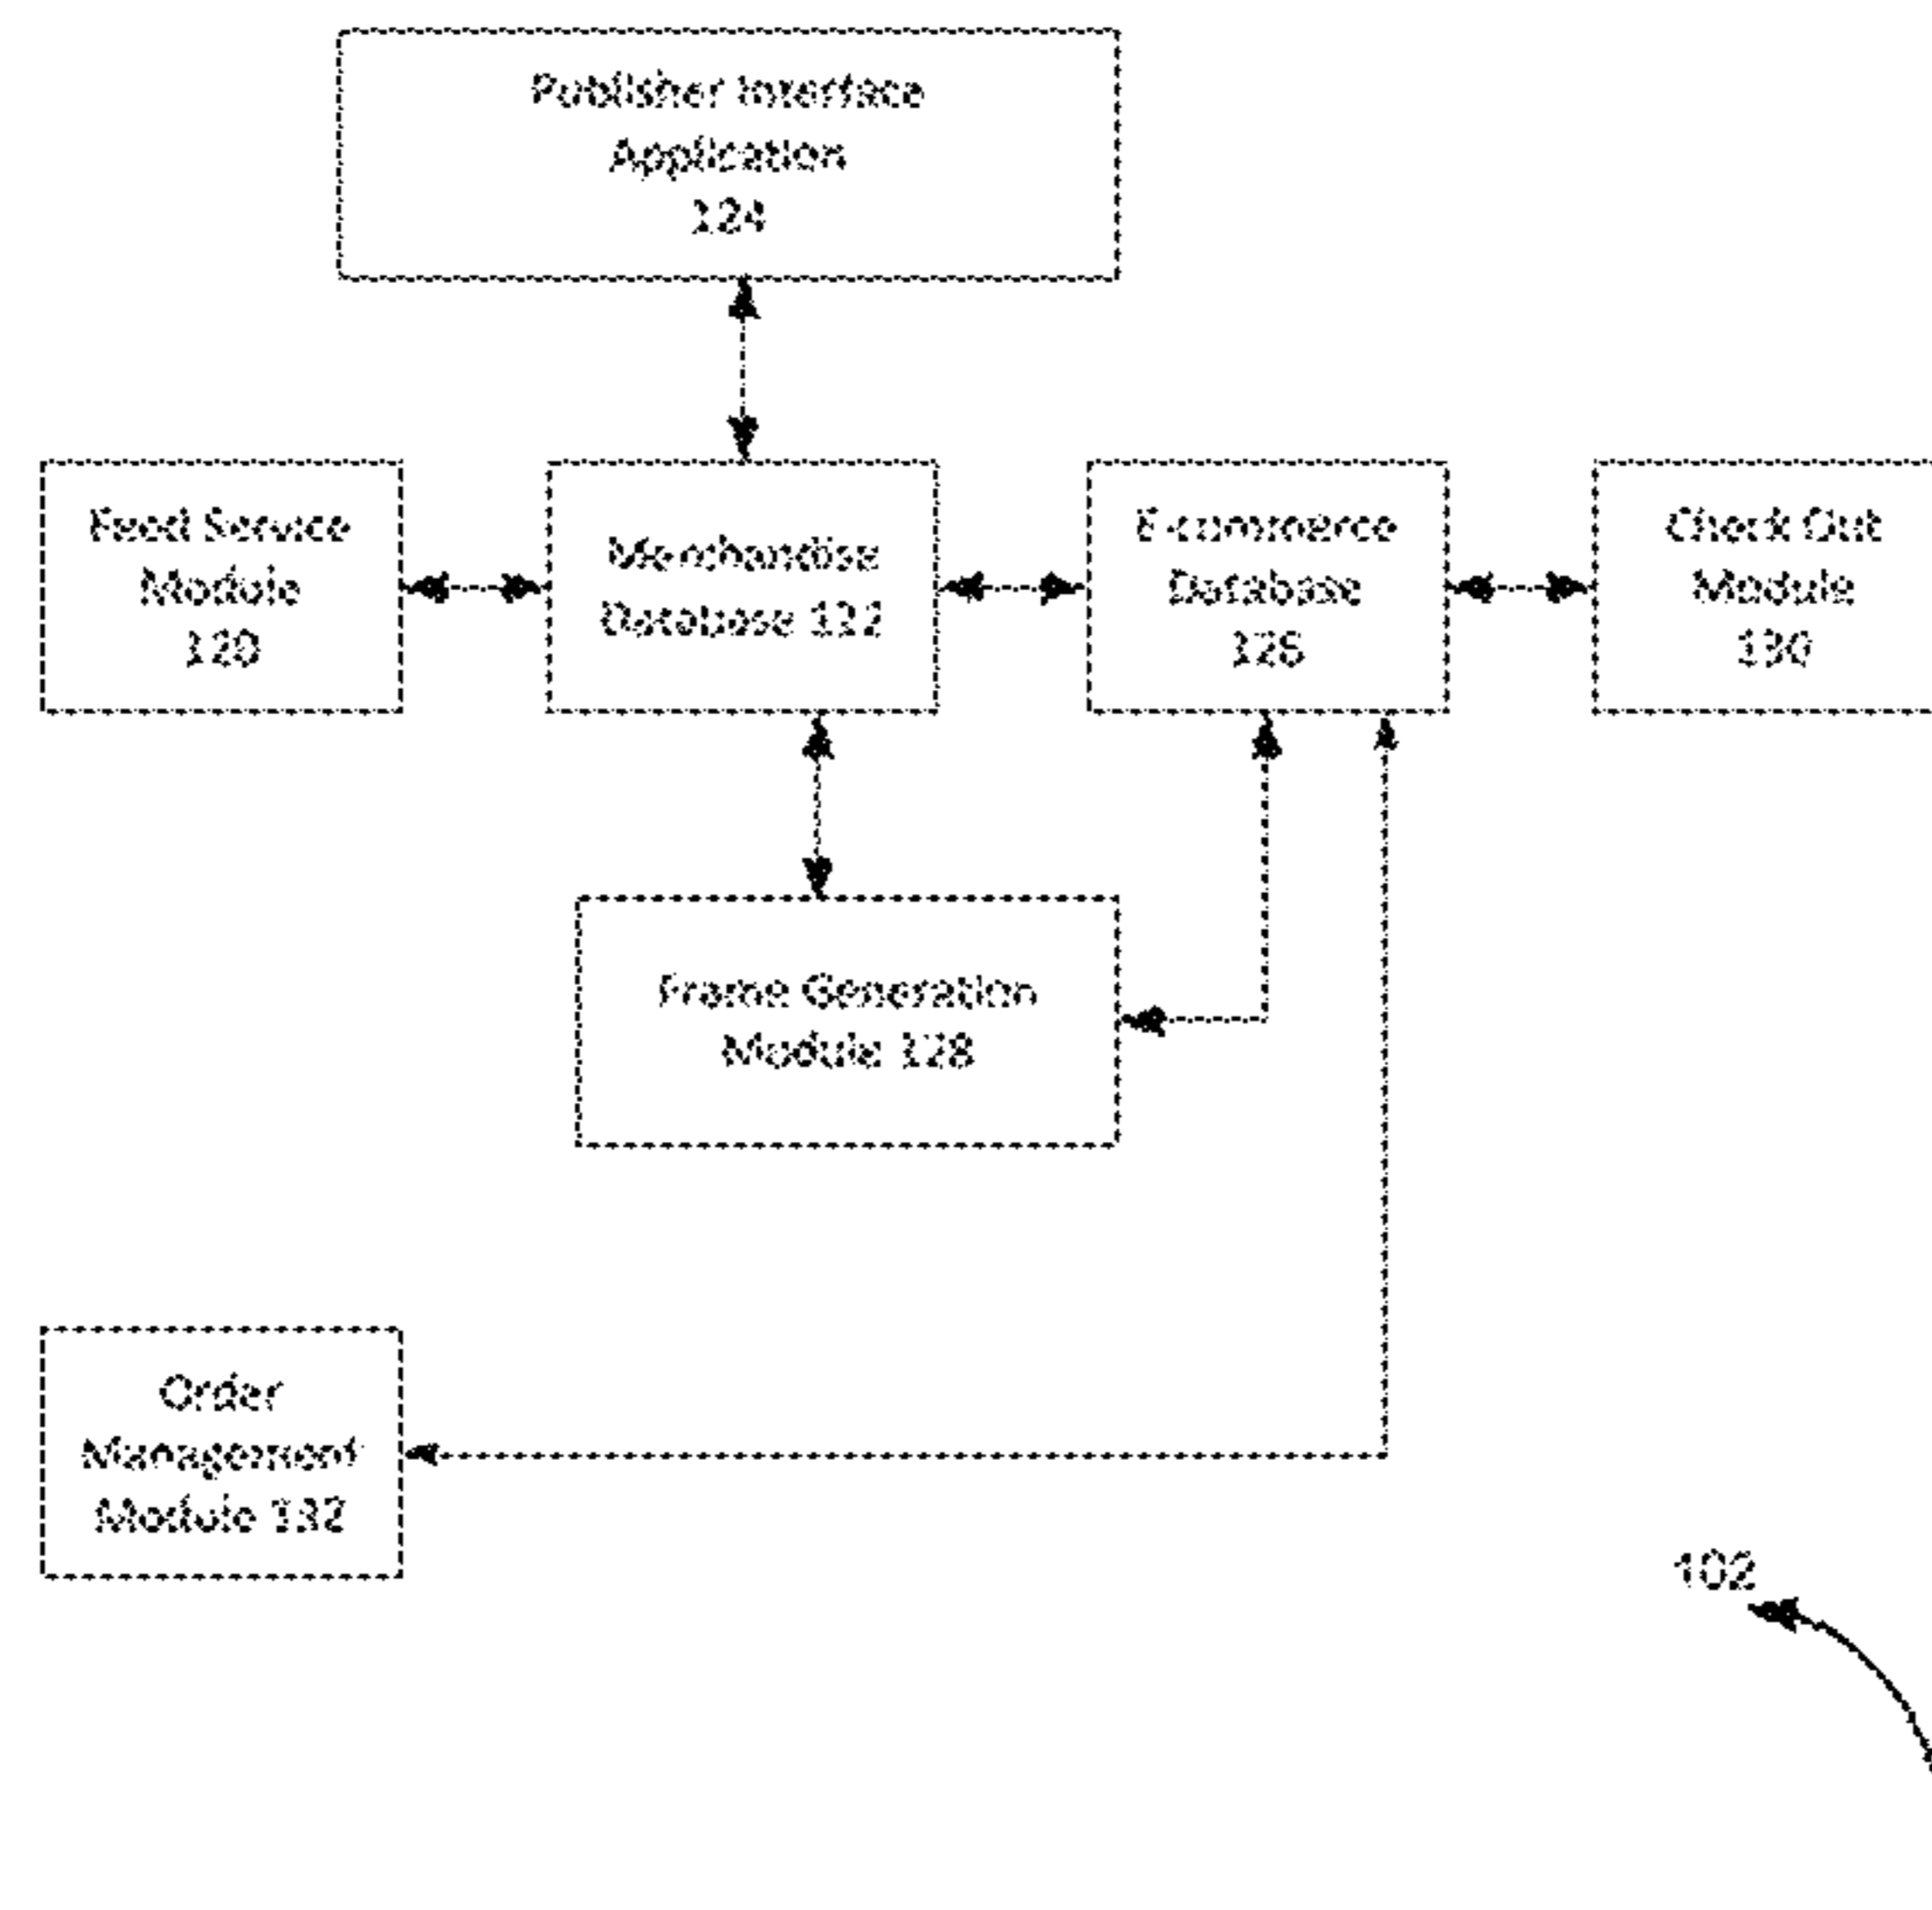 Publisher Interface
Application
124
Feed Service
Module
120
Merchandise
Database 122
E-commerce
Database
126
Check Out
Module
130
Frame Generation
Module 128
Order
Management
Module 132
102